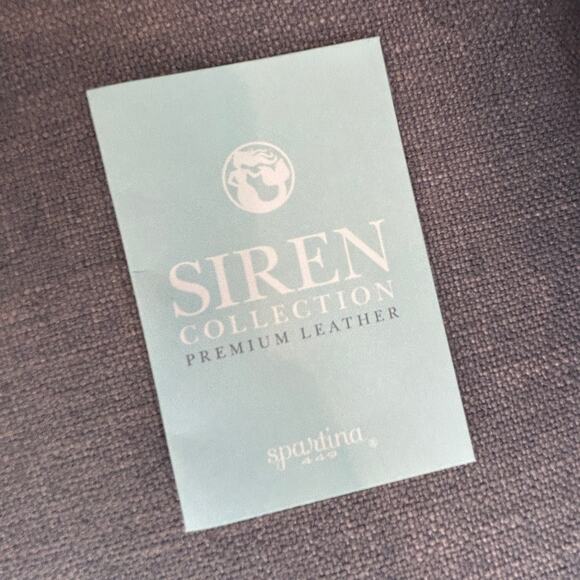 SIREN
COLLECTION
PREMIUM LEATHER
spartina ®
449